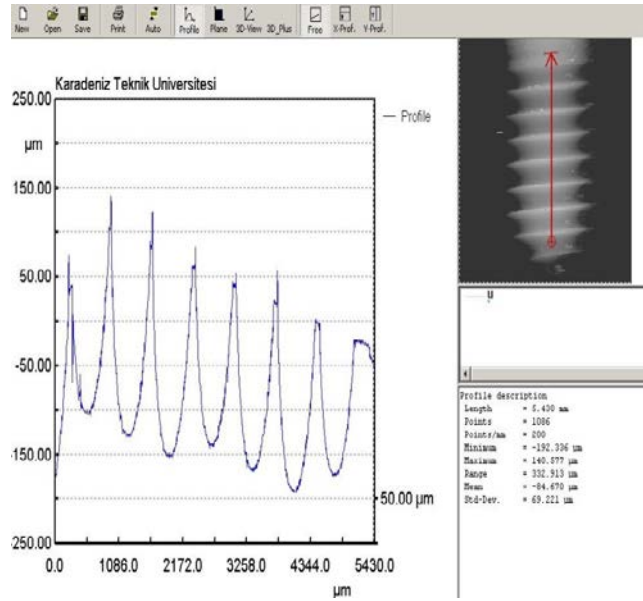 New Open Save Print Auto Profile Plane 3D-View 3D_Plus Free X-Prof. Y-Prof.
Karadeniz Teknik Universitesi
250.00
µm
150.00
50.00
-50.00
-150.00
-250.00
— Profile
50.00 µm
0.0 1086.0 2172.0 3258.0 4344.0 5430.0
µm
µ
Profile description
Length = 5.430 mm
Points = 1086
Points/mm = 200
Minimum = -192.336 µm
Maximum = 140.577 µm
Range = 332.913 µm
Mean = -84.670 µm
Std-Dev. = 69.221 µm